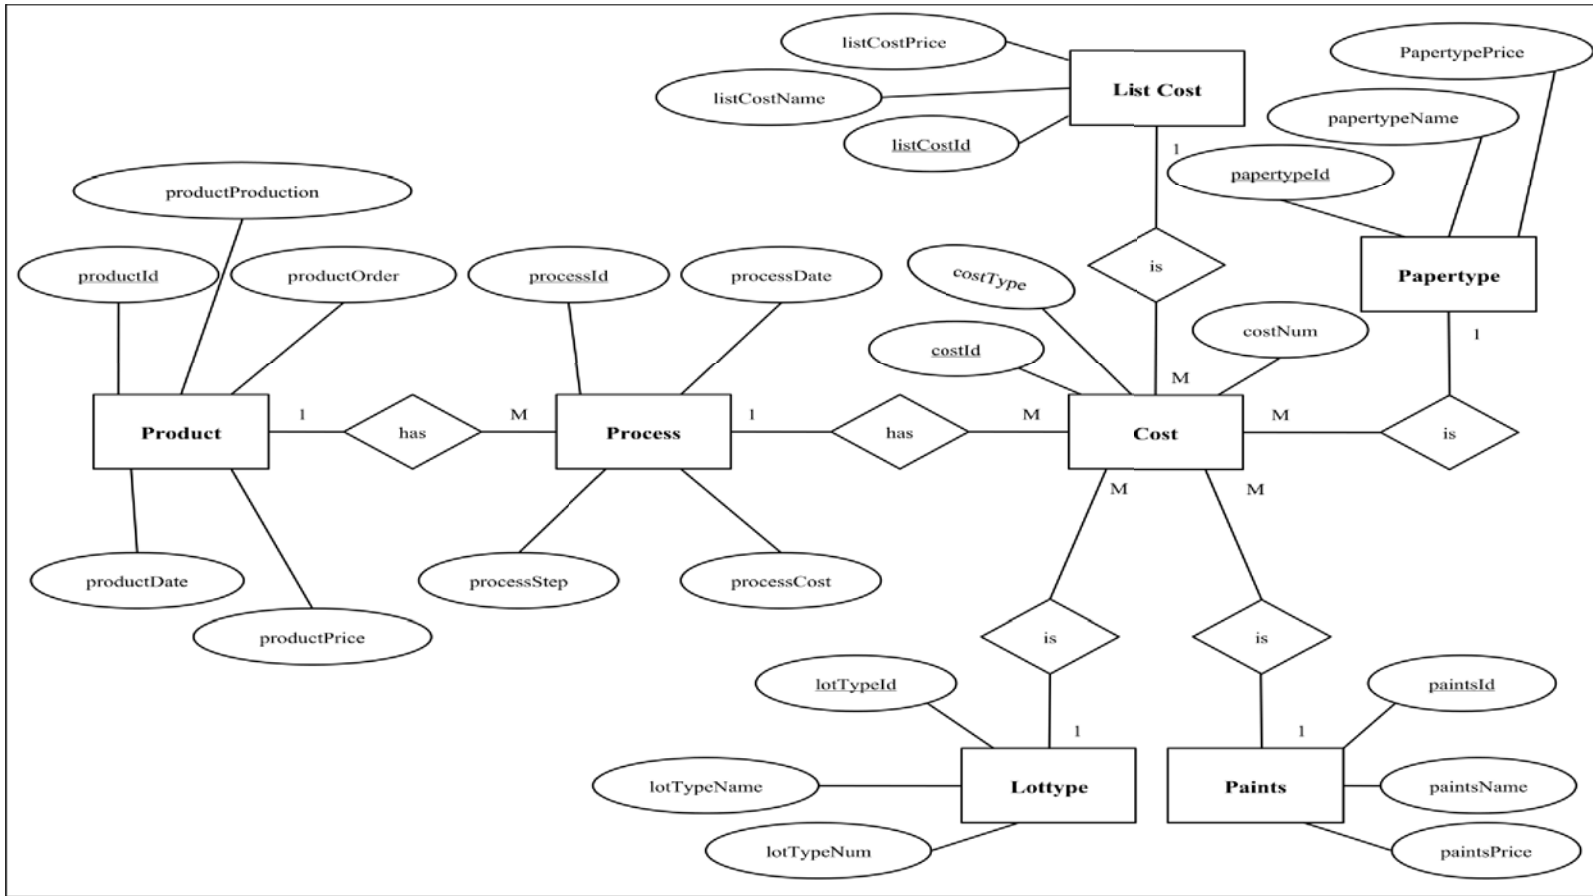 listCostPrice
PapertypePrice
List Cost
listCostName
papertypeName
listCostId
1
papertypeId
productProduction
productId
productOrder
processId
processDate
costType
is
Papertype
costNum
1
costId
M
Product
1
has
M
Process
1
has
M
Cost
M
is
M
M
productDate
processStep
processCost
productPrice
is
is
lotTypeId
paintsId
1
1
lotTypeName
Lottype
Paints
paintsName
lotTypeNum
paintsPrice